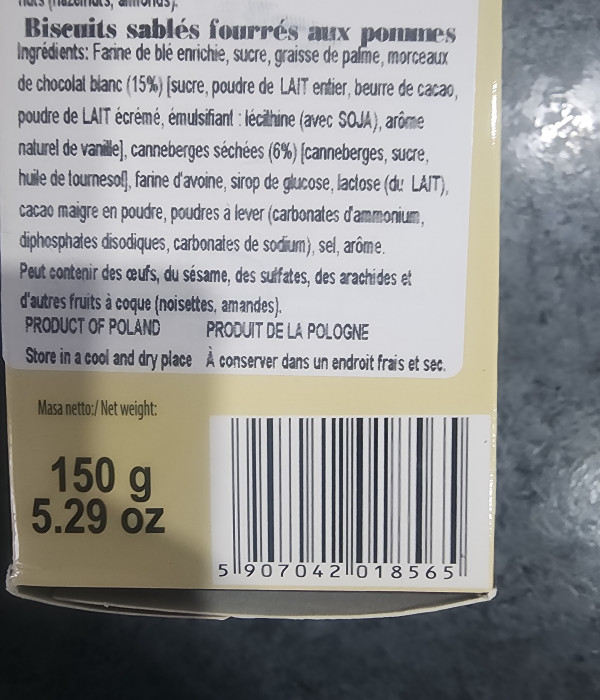 Biscuits sablés fourrés aux pommes
Ingrédients: Farine de blé enrichie, sucre, graisse de palme, morceaux
de chocolat blanc (15%) [sucre, poudre de LAIT entier, beurre de cacao,
poudre de LAIT écrémé, émulsifiant : lécithine (avec SOJA), arôme
naturel de vanille], canneberges séchées (6%) [canneberges, sucre,
huile de tournesol], farine d'avoine, sirop de glucose, lactose (du LAIT),
cacao maigre en poudre, poudres à lever (carbonates d'ammonium,
diphosphates disodiques, carbonates de sodium), sel, arôme.
Peut contenir des œufs, du sésame, des sulfates, des arachides et
d'autres fruits à coque (noisettes, amandes).
PRODUCT OF POLAND PRODUIT DE LA POLOGNE
Store in a cool and dry place À conserver dans un endroit frais et sec.
Masa netto:/ Net weight:
150 g
5.29 oz
5 907042 018565